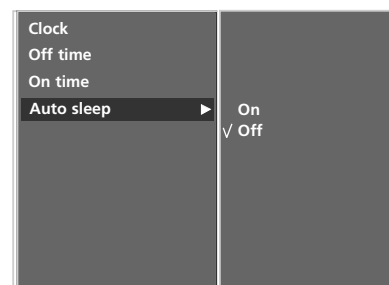 Clock
Off time
On time
Auto sleep ▶
On
√ Off